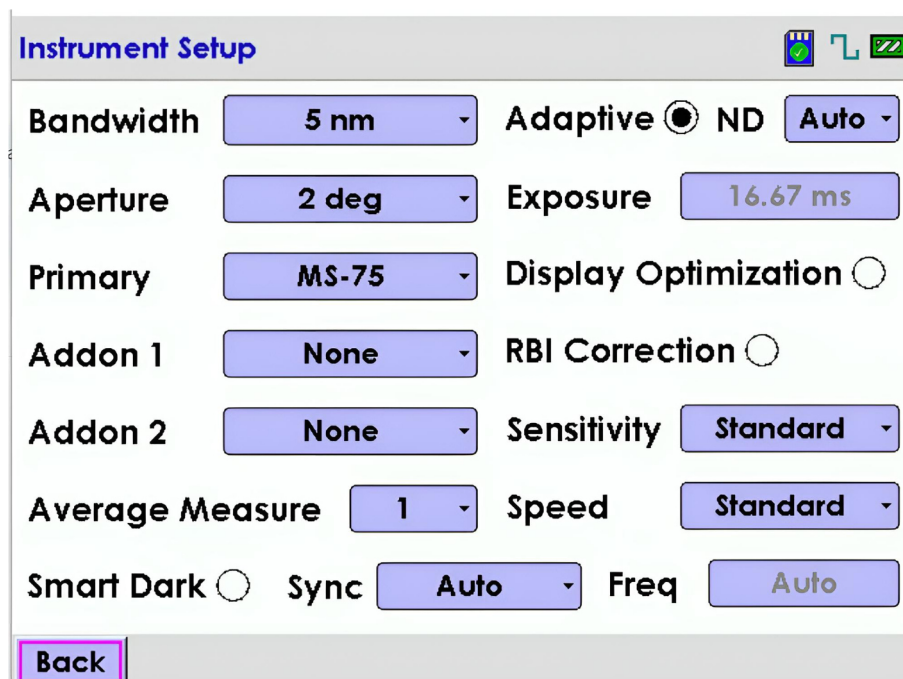 Instrument Setup
Bandwidth 5 nm Adaptive ND Auto
Aperture 2 deg Exposure 16.67 ms
Primary MS-75 Display Optimization
Addon 1 None RBI Correction
Addon 2 None Sensitivity Standard
Average Measure 1 Speed Standard
Smart Dark Sync Auto Freq Auto
Back